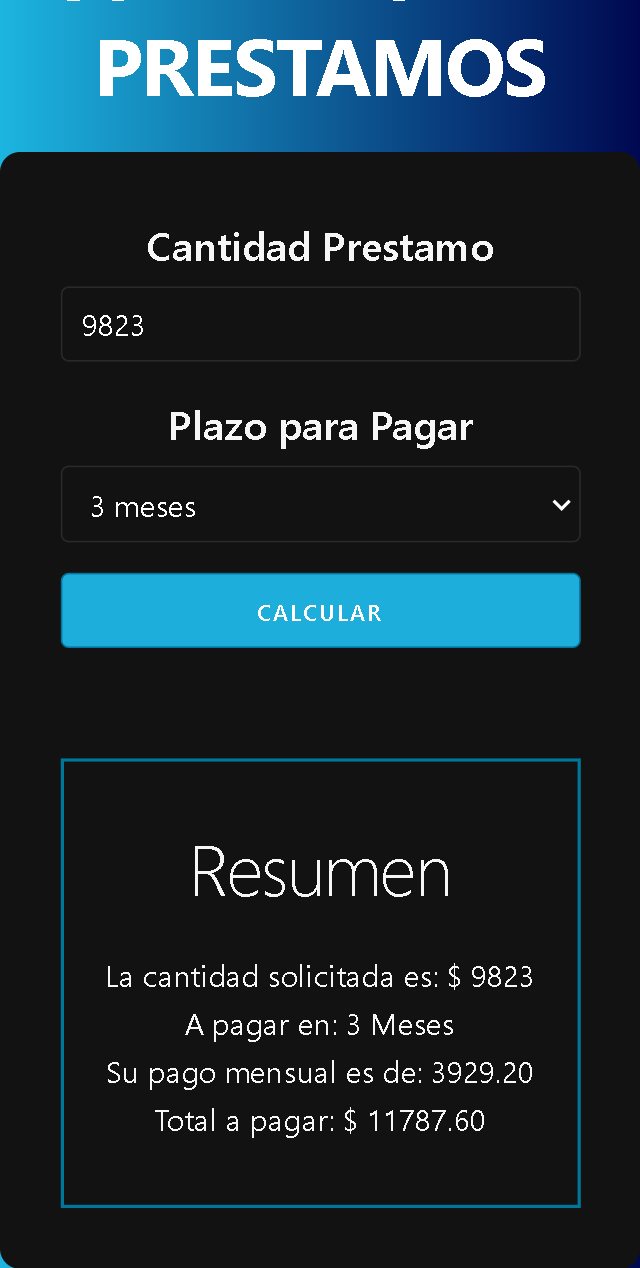 PRESTAMOS
Cantidad Prestamo
9823
Plazo para Pagar
3 meses
CALCULAR
Resumen
La cantidad solicitada es: $ 9823
A pagar en: 3 Meses
Su pago mensual es de: 3929.20
Total a pagar: $ 11787.60